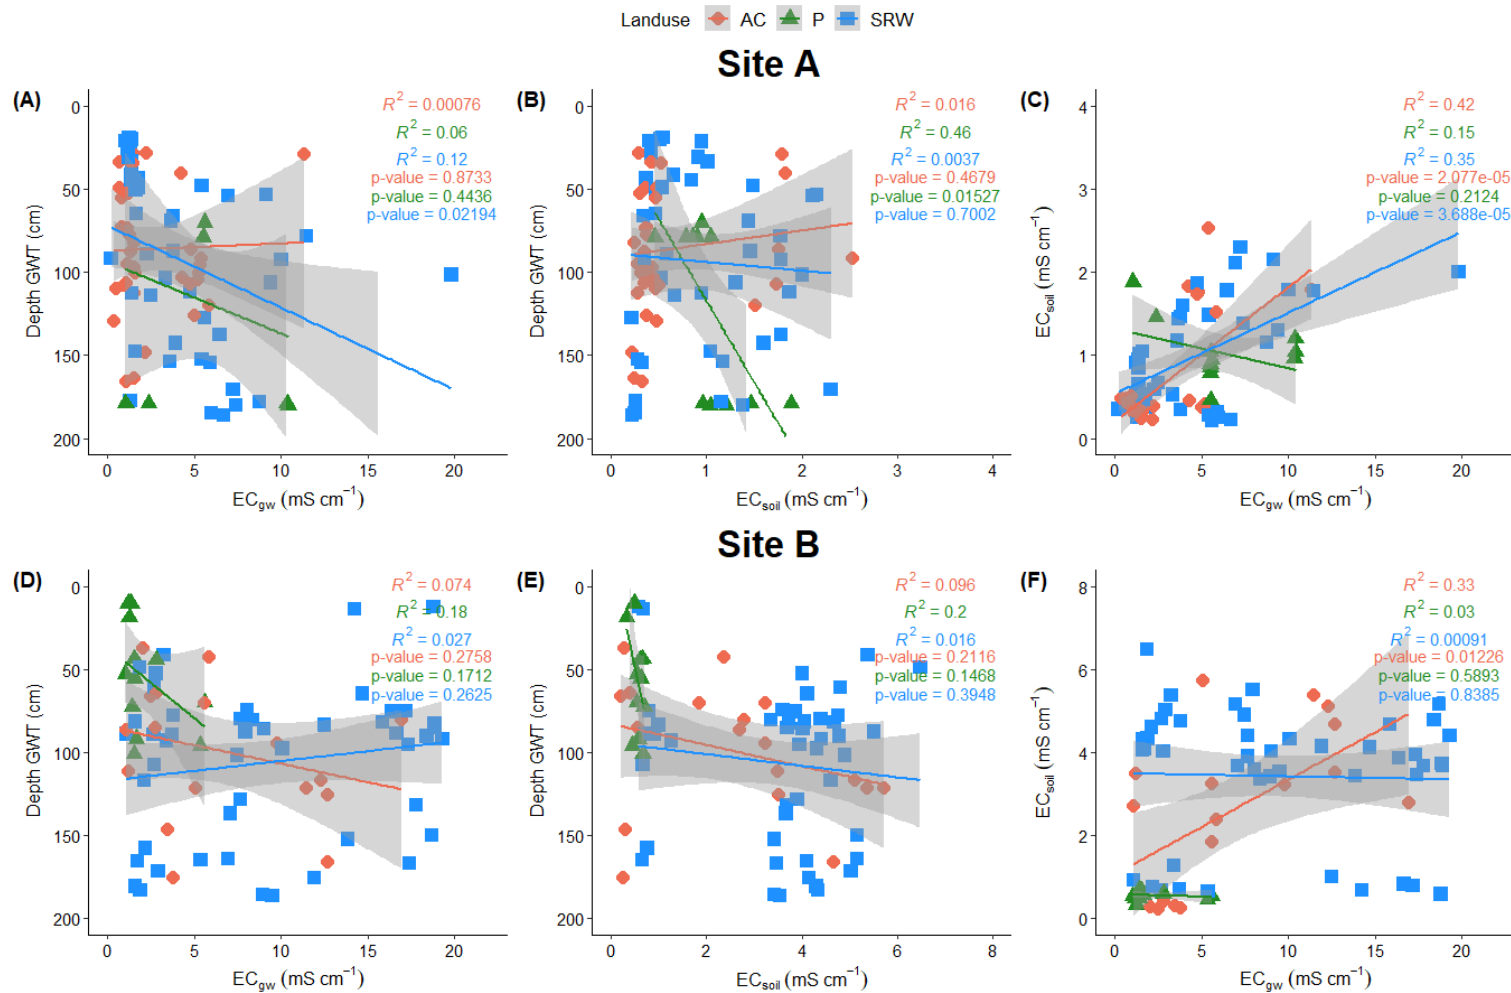 Landuse AC P SRW
Site A
(A)
R² = 0.00076
R² = 0.06
R² = 0.12
p-value = 0.8733
p-value = 0.4436
p-value = 0.02194
Depth GWT (cm)
0
50
100
150
200
0 5 10 15 20
EC_gw (mS cm⁻¹)
(B)
R² = 0.016
R² = 0.46
R² = 0.0037
p-value = 0.4679
p-value = 0.01527
p-value = 0.7002
Depth GWT (cm)
0
50
100
150
200
0 1 2 3 4
EC_soil (mS cm⁻¹)
(C)
R² = 0.42
R² = 0.15
R² = 0.35
p-value = 2.077e-05
p-value = 0.2124
p-value = 3.688e-05
EC_soil (mS cm⁻¹)
4
3
2
1
0
0 5 10 15 20
EC_gw (mS cm⁻¹)
Site B
(D)
R² = 0.074
R² = 0.18
R² = 0.027
p-value = 0.2758
p-value = 0.1712
p-value = 0.2625
Depth GWT (cm)
0
50
100
150
200
0 5 10 15 20
EC_gw (mS cm⁻¹)
(E)
R² = 0.096
R² = 0.2
R² = 0.016
p-value = 0.2116
p-value = 0.1468
p-value = 0.3948
Depth GWT (cm)
0
50
100
150
200
0 2 4 6 8
EC_soil (mS cm⁻¹)
(F)
R² = 0.33
R² = 0.03
R² = 0.00091
p-value = 0.01226
p-value = 0.5893
p-value = 0.8385
EC_soil (mS cm⁻¹)
8
6
4
2
0
0 5 10 15 20
EC_gw (mS cm⁻¹)